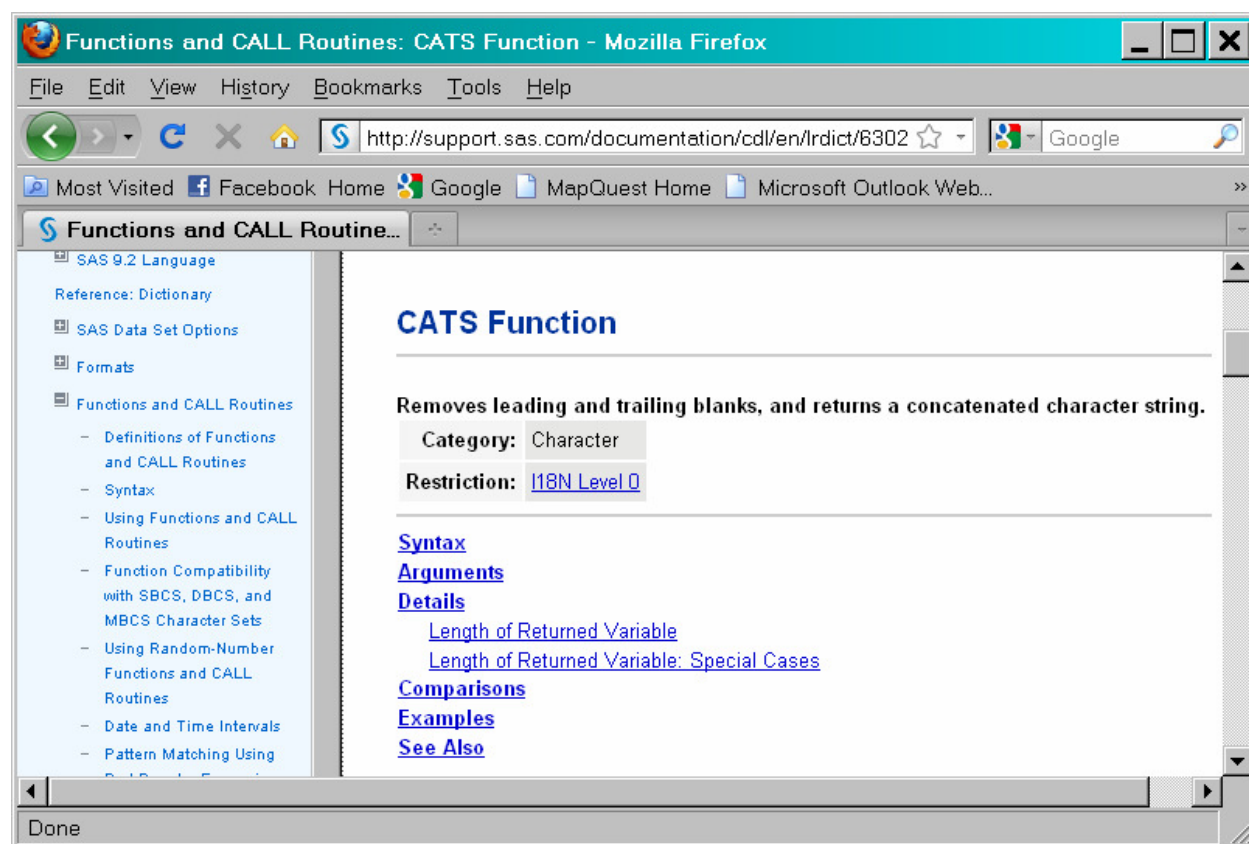 Functions and CALL Routines: CATS Function - Mozilla Firefox
File Edit View History Bookmarks Tools Help
http://support.sas.com/documentation/cdl/en/lrdict/6302 Google
Most Visited Facebook Home Google MapQuest Home Microsoft Outlook Web... »
Functions and CALL Routine...
SAS 9.2 Language
Reference: Dictionary
SAS Data Set Options
Formats
Functions and CALL Routines
– Definitions of Functions
and CALL Routines
– Syntax
– Using Functions and CALL
Routines
– Function Compatibility
with SBCS, DBCS, and
MBCS Character Sets
– Using Random-Number
Functions and CALL
Routines
– Date and Time Intervals
– Pattern Matching Using
CATS Function
Removes leading and trailing blanks, and returns a concatenated character string.
Category: Character
Restriction: I18N Level 0
Syntax
Arguments
Details
Length of Returned Variable
Length of Returned Variable: Special Cases
Comparisons
Examples
See Also
Done